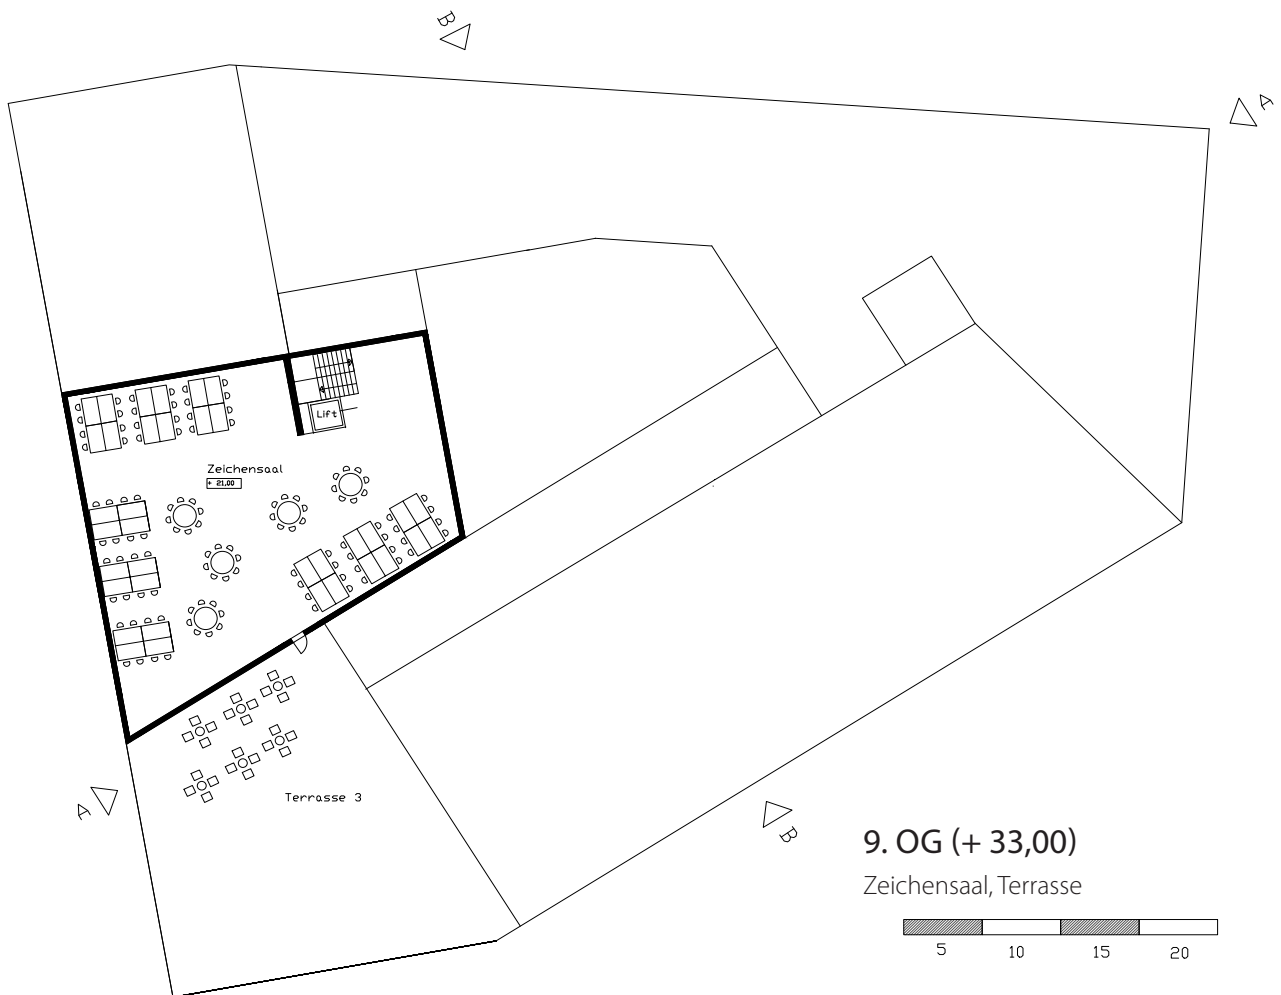 B
A
Lift
Zeichensaal
+ 21,00
A
Terrasse 3
B
9. OG (+ 33,00)
Zeichensaal, Terrasse
5 10 15 20